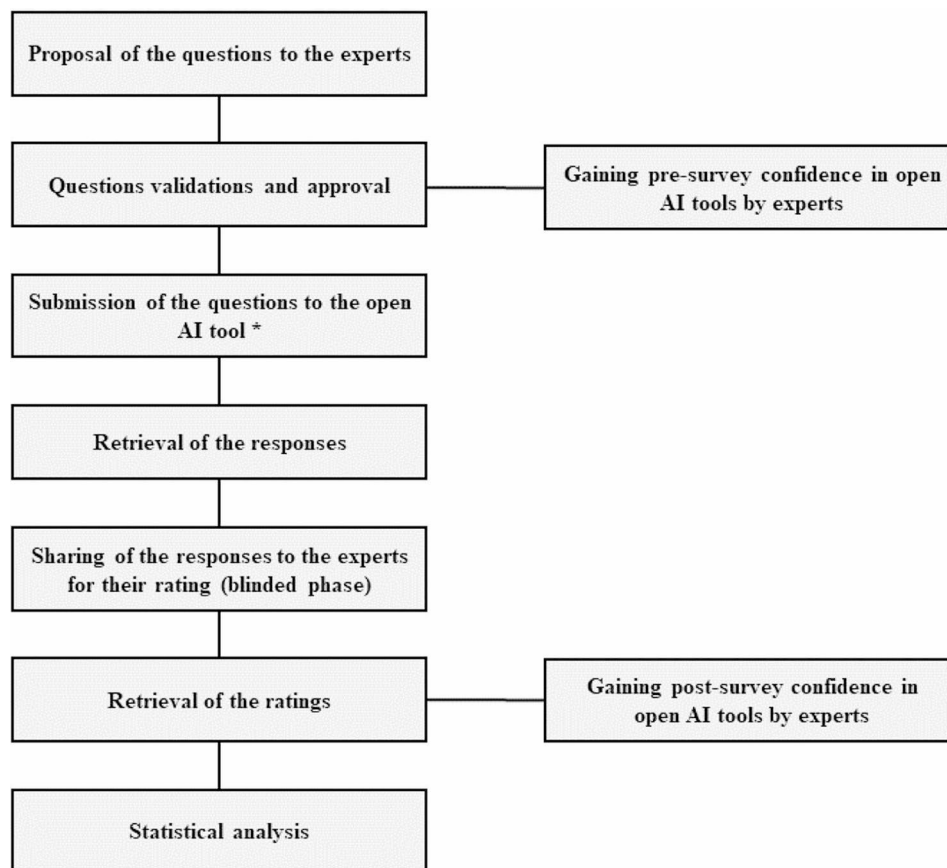 Proposal of the questions to the experts
Questions validations and approval
Gaining pre-survey confidence in open
AI tools by experts
Submission of the questions to the open
AI tool *
Retrieval of the responses
Sharing of the responses to the experts
for their rating (blinded phase)
Retrieval of the ratings
Gaining post-survey confidence in
open AI tools by experts
Statistical analysis